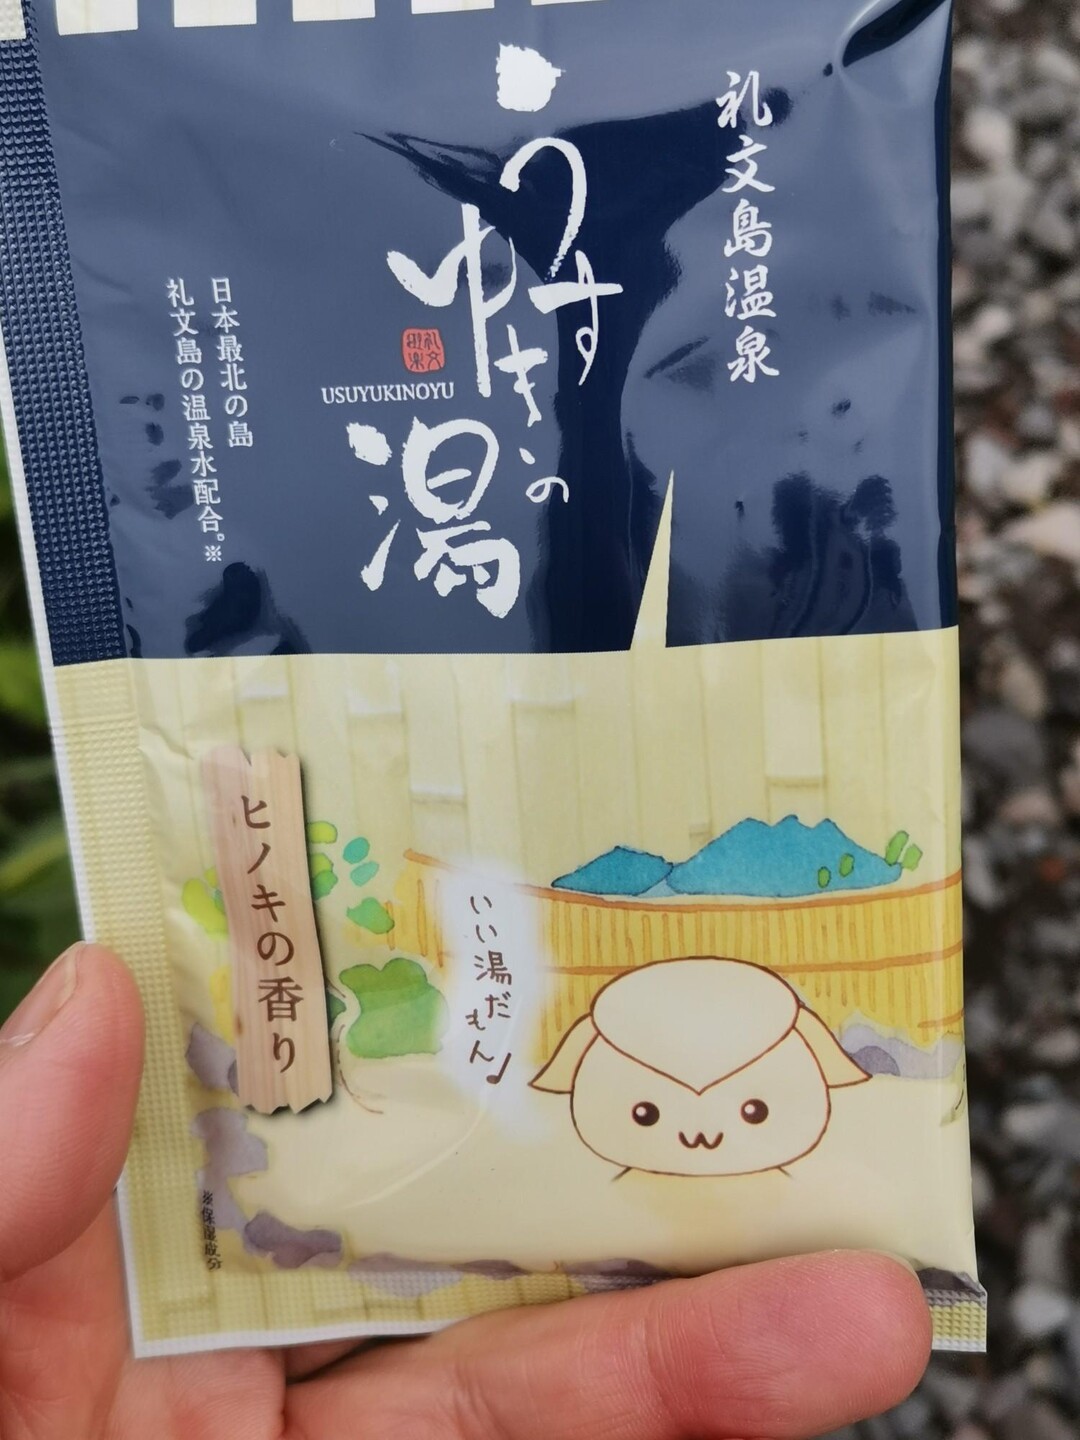 礼文島温泉
うすゆきの湯
USUYUKINOYU
日本最北の島
礼文島の温泉水配合。※
ヒノキの香り
いい湯だ
もん♪
※保湿成分